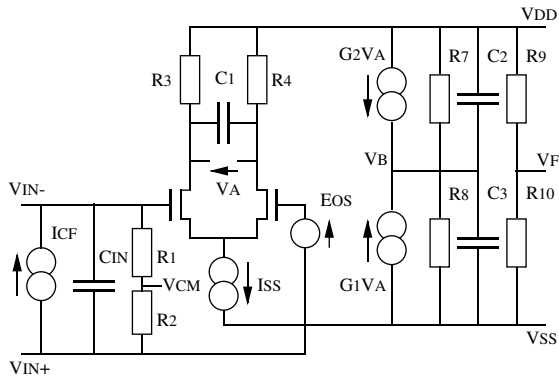 VDD
G2VA
R7
C2
R9
R3
C1
R4
VB
VF
VA
VIN-
EOS
R8
C3
R10
ICF
CIN
R1
VCM
ISS
G1VA
R2
VSS
VIN+